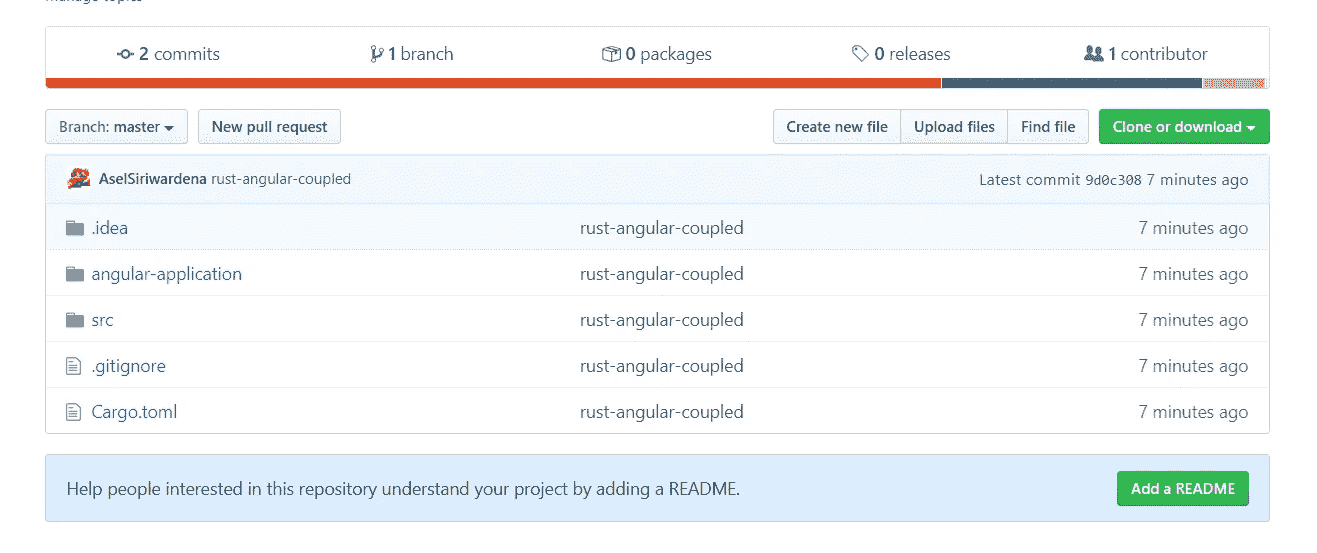 manage topics
2 commits
1 branch
0 packages
0 releases
1 contributor
Branch: master
New pull request
Create new file
Upload files
Find file
Clone or download
AselSiriwardena rust-angular-coupled
Latest commit 9d0c308 7 minutes ago
.idea
rust-angular-coupled
7 minutes ago
angular-application
rust-angular-coupled
7 minutes ago
src
rust-angular-coupled
7 minutes ago
.gitignore
rust-angular-coupled
7 minutes ago
Cargo.toml
rust-angular-coupled
7 minutes ago
Help people interested in this repository understand your project by adding a README.
Add a README